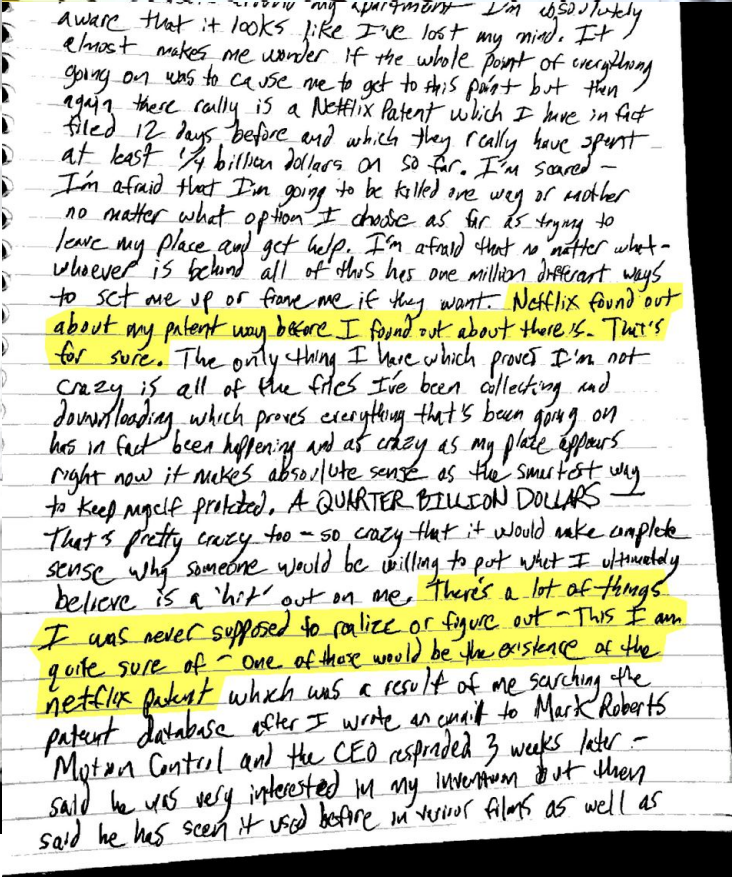 my apartment – I'm absolutely
aware that it looks like I've lost my mind. It
almost makes me wonder if the whole point of everything
going on was to cause me to get to this point but then
again there really is a Netflix Patent which I have in fact
filed 12 days before and which they really have spent
at least 1/4 billion dollars on so far. I'm scared –
I'm afraid that I'm going to be killed one way or another
no matter what option I choose as far as trying to
leave my place and get help. I'm afraid that no matter what –
whoever is behind all of this has one million different ways
to set me up or frame me if they want. Netflix found out
about my patent way before I found out about theirs. That's
for sure. The only thing I have which proves I'm not
crazy is all of the files I've been collecting and
downloading which proves everything that's been going on
has in fact been happening and as crazy as my place appears
right now it makes absolute sense as the smartest way
to keep myself protected. A QUARTER BILLION DOLLARS –
That's pretty crazy too – so crazy that it would make complete
sense why someone would be willing to put what I ultimately
believe is a 'hit' out on me. There's a lot of things
I was never supposed to realize or figure out – This I am
quite sure of – one of those would be the existence of the
netflix patent which was a result of me searching the
patent database after I wrote an email to Mark Roberts
Motion Control and the CEO responded 3 weeks later –
said he was very interested in my invention but then
said he has seen it used before in various films as well as